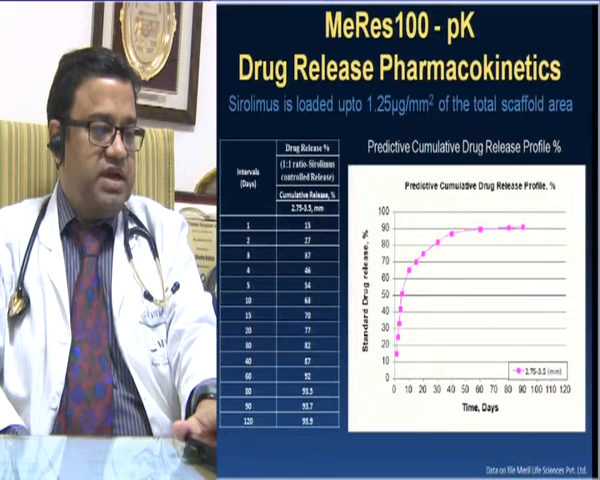 MeRes100 - pK
Drug Release Pharmacokinetics
Sirolimus is loaded upto 1.25µg/mm² of the total scaffold area
Intervals (Days)
Drug Release %
(1:1 ratio-Sirolimus controlled Release)
Cumulative Release, %
2.75-3.5, mm
1 15
2 27
3 37
4 46
5 54
10 63
15 70
20 77
30 82
40 87
60 92
80 93.5
90 93.7
120 93.9
Predictive Cumulative Drug Release Profile %
Predictive Cumulative Drug Release Profile, %
Standard Drug release, %
100
90
80
70
60
50
40
30
20
10
0
0 10 20 30 40 50 60 70 80 90 100 110 120
2.75-3.5 (mm)
Time, Days
Data on file Meril Life Sciences Pvt. Ltd.